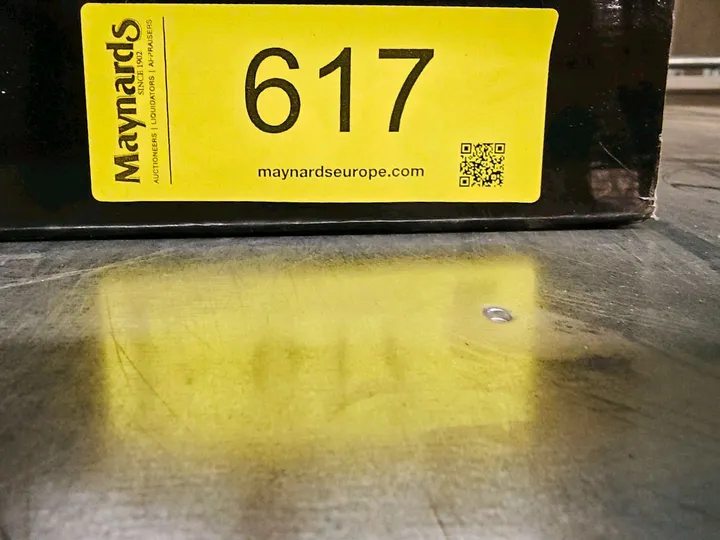 Maynards
SINCE 1902
AUCTIONEERS | LIQUIDATORS | APPRAISERS
617
maynardseurope.com